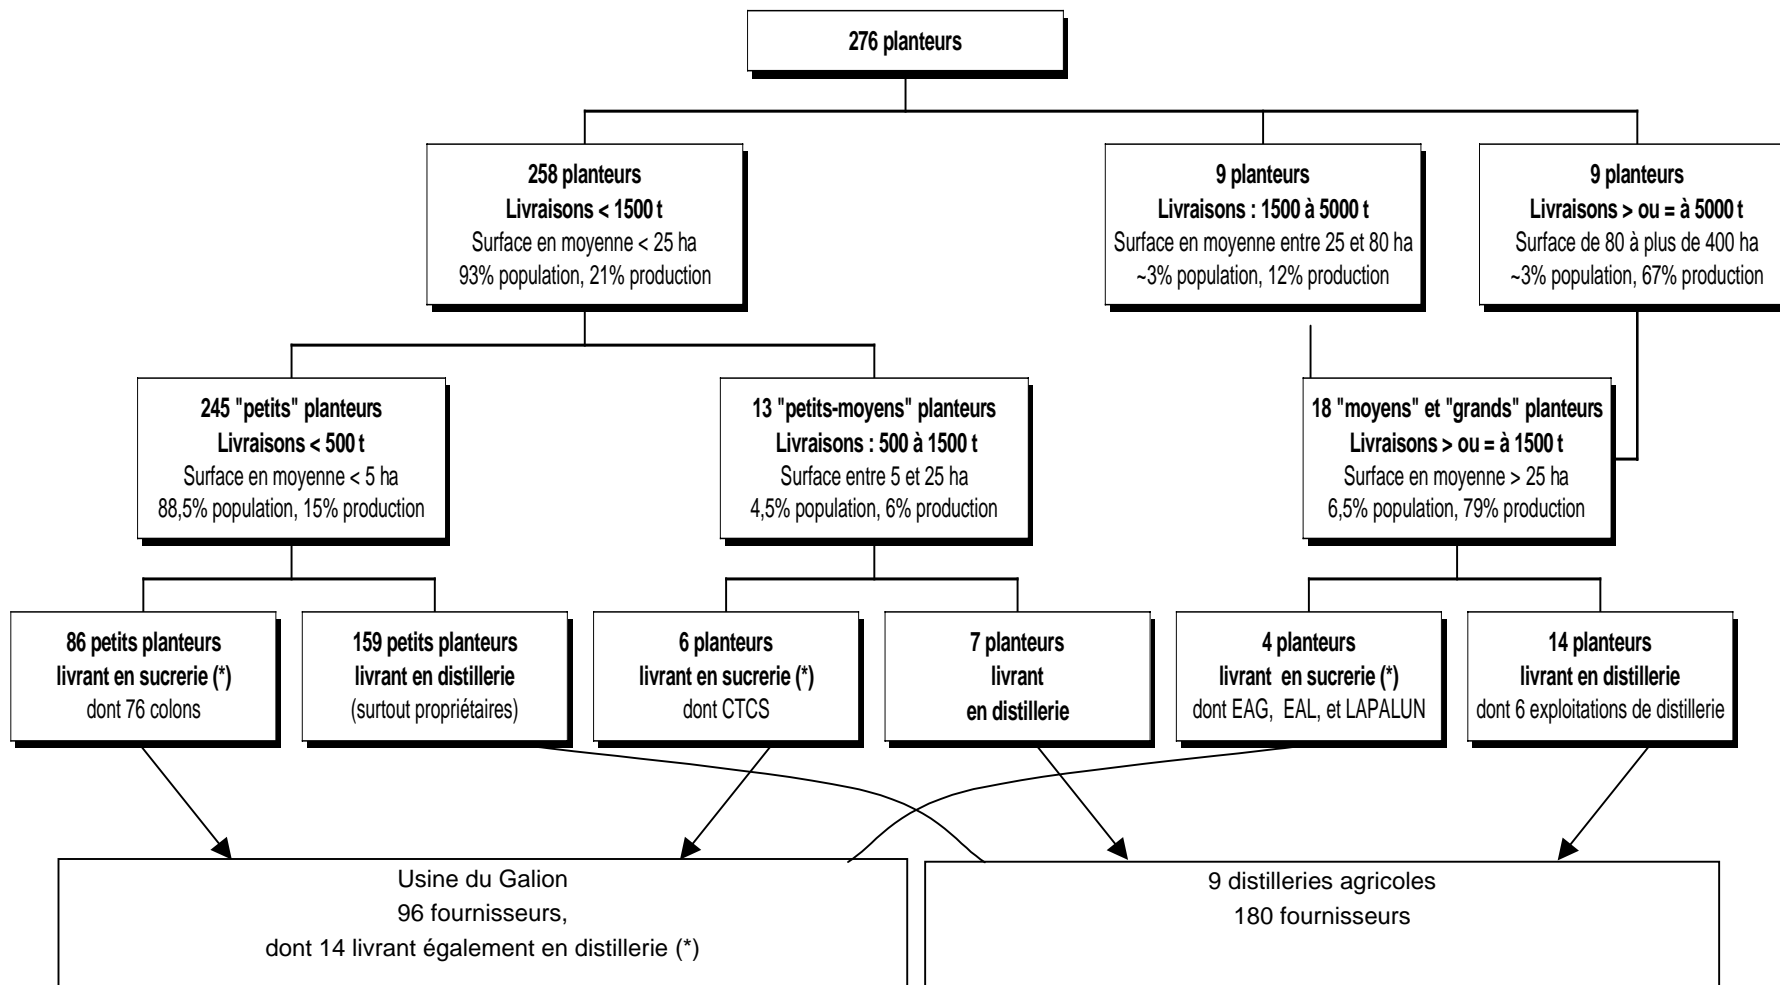 276 planteurs
258 planteurs
Livraisons < 1500 t
Surface en moyenne < 25 ha
93% population, 21% production
9 planteurs
Livraisons : 1500 à 5000 t
Surface en moyenne entre 25 et 80 ha
~3% population, 12% production
9 planteurs
Livraisons > ou = à 5000 t
Surface de 80 à plus de 400 ha
~3% population, 67% production
245 "petits" planteurs
Livraisons < 500 t
Surface en moyenne < 5 ha
88,5% population, 15% production
13 "petits-moyens" planteurs
Livraisons : 500 à 1500 t
Surface entre 5 et 25 ha
4,5% population, 6% production
18 "moyens" et "grands" planteurs
Livraisons > ou = à 1500 t
Surface en moyenne > 25 ha
6,5% population, 79% production
86 petits planteurs
livrant en sucrerie (*)
dont 76 colons
159 petits planteurs
livrant en distillerie
(surtout propriétaires)
6 planteurs
livrant en sucrerie (*)
dont CTCS
7 planteurs
livrant
en distillerie
4 planteurs
livrant en sucrerie (*)
dont EAG, EAL, et LAPALUN
14 planteurs
livrant en distillerie
dont 6 exploitations de distillerie
Usine du Galion
96 fournisseurs,
dont 14 livrant également en distillerie (*)
9 distilleries agricoles
180 fournisseurs